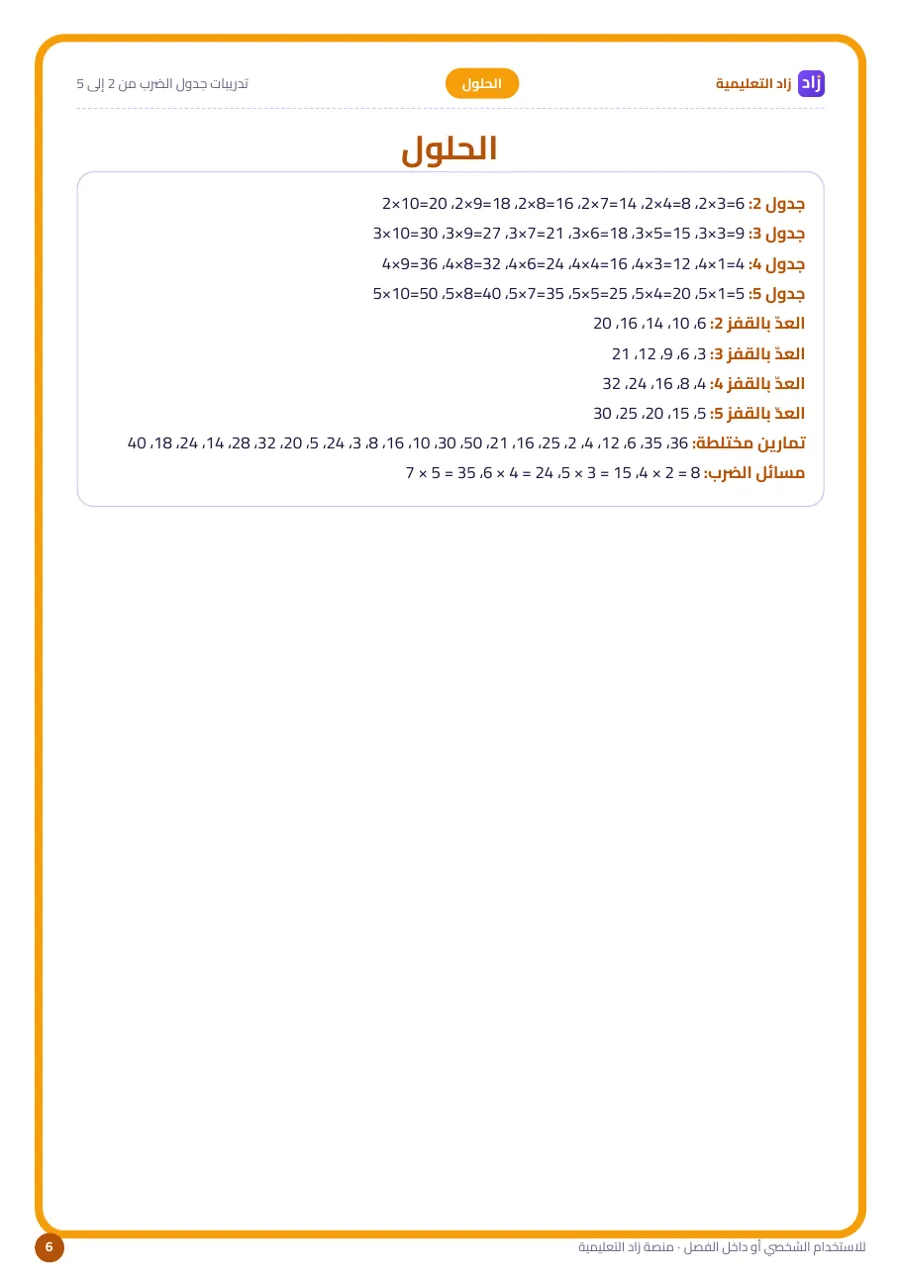 زاد
زاد التعليمية
الحلول
تدريبات جدول الضرب من 2 إلى 5
الحلول
جدول 2: 2×3=6، 2×4=8، 2×7=14، 2×8=16، 2×9=18، 2×10=20
جدول 3: 3×3=9، 3×5=15، 3×6=18، 3×7=21، 3×9=27، 3×10=30
جدول 4: 4×1=4، 4×3=12، 4×4=16، 4×6=24، 4×8=32، 4×9=36
جدول 5: 5×1=5، 5×4=20، 5×5=25، 5×7=35، 5×8=40، 5×10=50
العدّ بالقفز 2: 6، 10، 14، 16، 20
العدّ بالقفز 3: 3، 6، 9، 12، 21
العدّ بالقفز 4: 4، 8، 16، 24، 32
العدّ بالقفز 5: 5، 15، 20، 25، 30
تمارين مختلطة: 36، 35، 6، 12، 4، 2، 25، 16، 21، 50، 30، 10، 16، 8، 3، 24، 5، 20، 32، 28، 14، 24، 18، 40
مسائل الضرب: 8 = 2 × 4، 15 = 3 × 5، 24 = 4 × 6، 35 = 5 × 7
للاستخدام الشخصي أو داخل الفصل · منصة زاد التعليمية
6